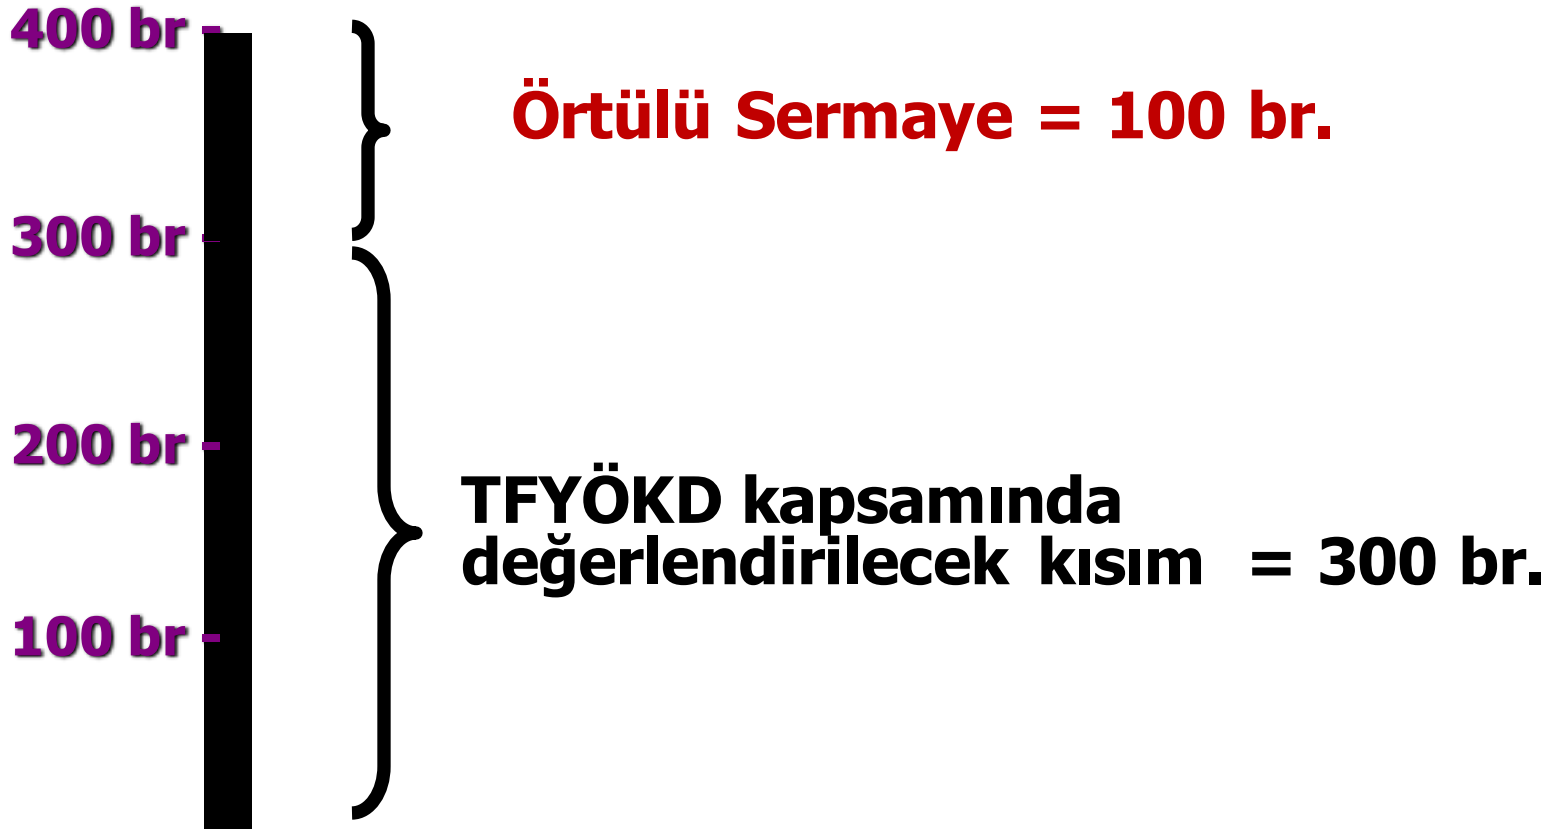 400 br
Örtülü Sermaye = 100 br.
300 br
200 br
TFYÖKD kapsamında
değerlendirilecek kısım = 300 br.
100 br